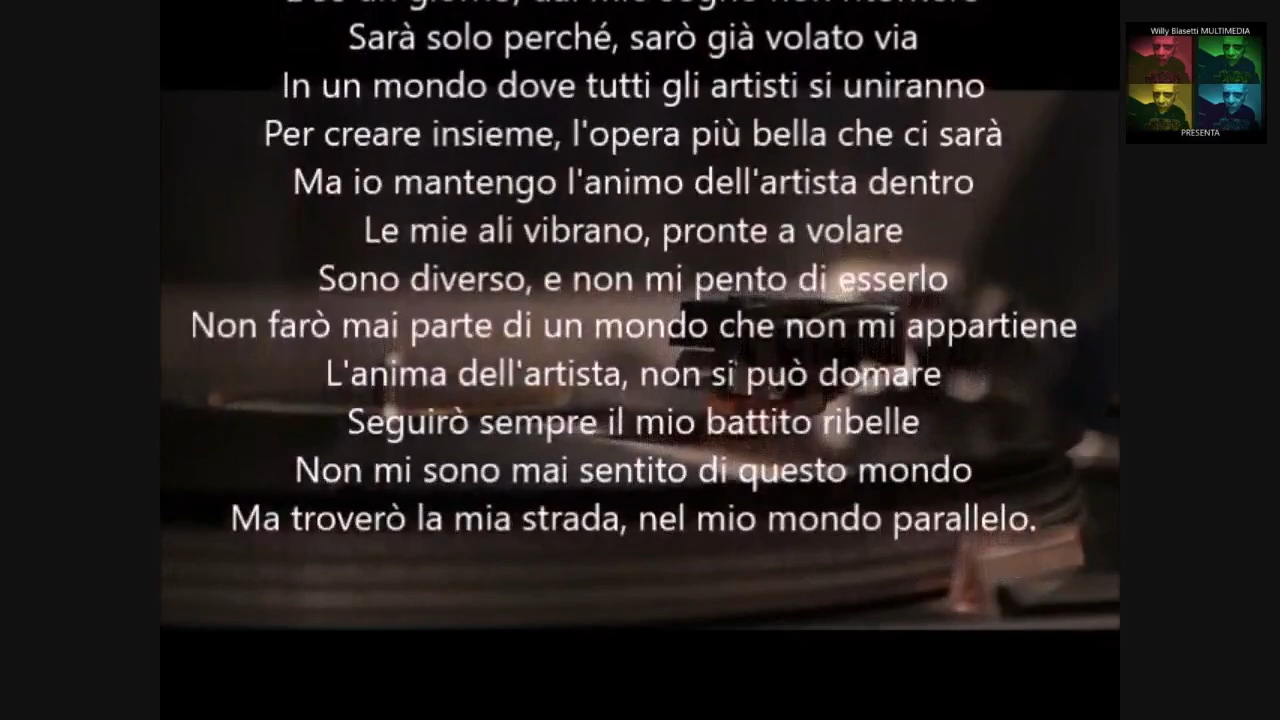 Sarà solo perché, sarò già volato via
In un mondo dove tutti gli artisti si uniranno
Per creare insieme, l'opera più bella che ci sarà
Ma io mantengo l'animo dell'artista dentro
Le mie ali vibrano, pronte a volare
Sono diverso, e non mi pento di esserlo
Non farò mai parte di un mondo che non mi appartiene
L'anima dell'artista, non si può domare
Seguirò sempre il mio battito ribelle
Non mi sono mai sentito di questo mondo
Ma troverò la mia strada, nel mio mondo parallelo.
Willy Biasetti MULTIMEDIA
PRESENTA